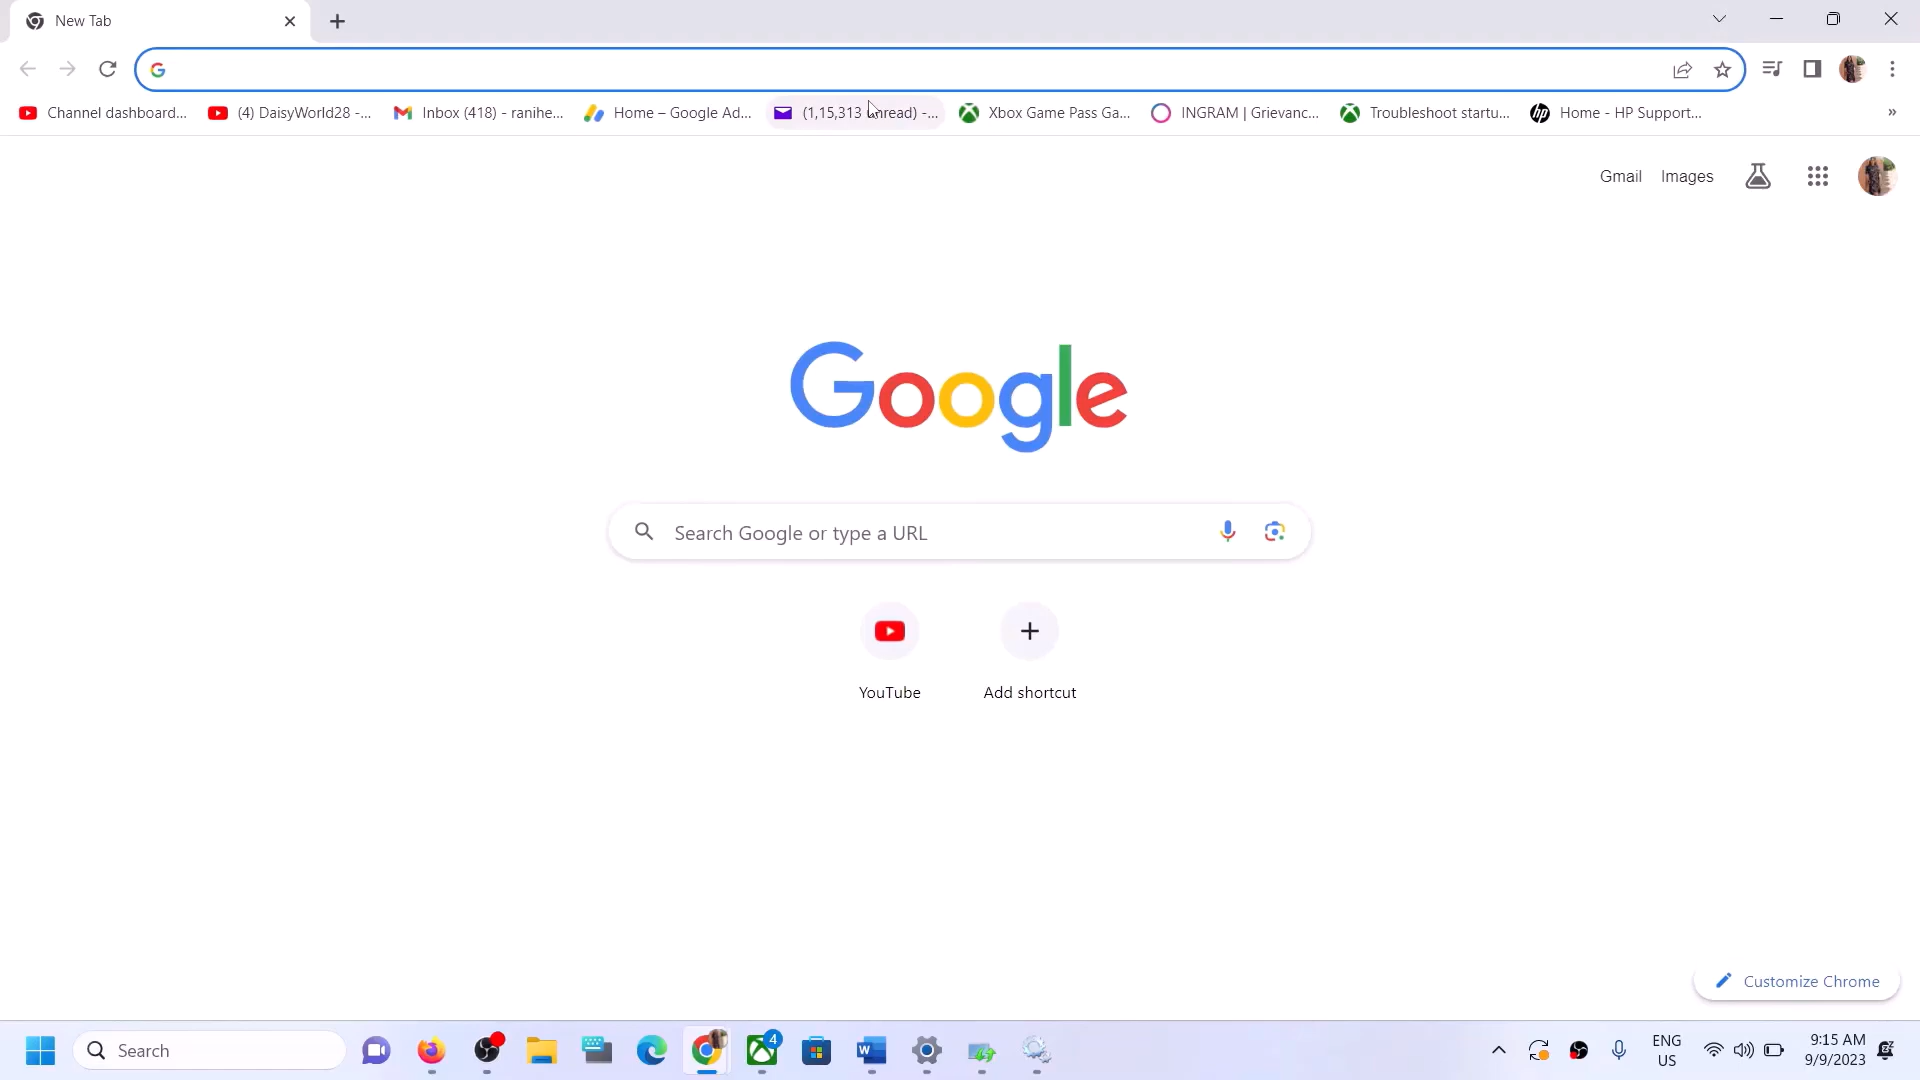 New Tab
Channel dashboard...
(4) DaisyWorld28 -...
Inbox (418) - ranihe...
Home – Google Ad...
(1,15,313 unread) -...
Xbox Game Pass Ga...
INGRAM | Grievanc...
Troubleshoot startu...
Home - HP Support...
Gmail Images
Google
Search Google or type a URL
YouTube
Add shortcut
Customize Chrome
Search
4
ENG
US
9:15 AM
9/9/2023